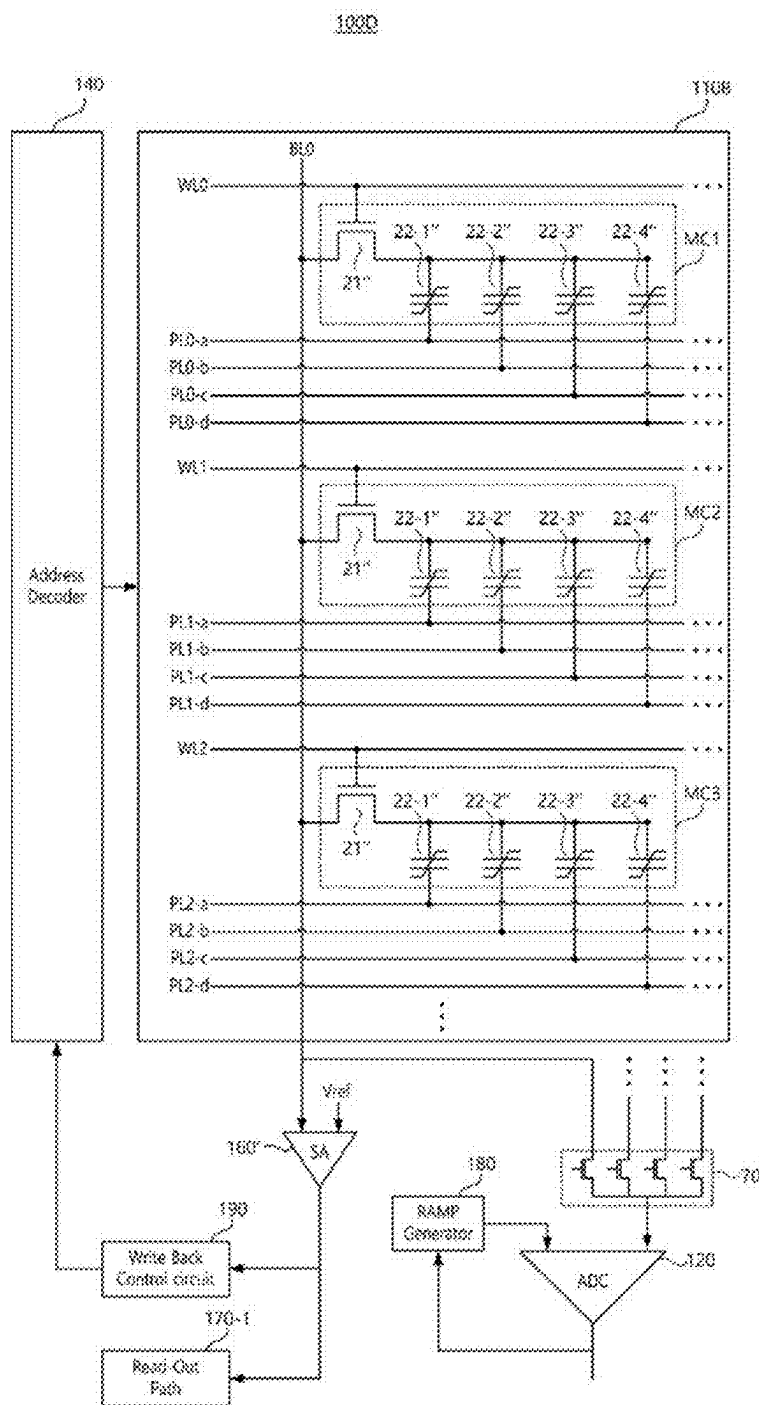 100D
140
110B
BL0
WL0
22-1" 22-2" 22-3" 22-4"
MC1
21"
PL0-a
PL0-b
PL0-c
PL0-d
WL1
22-1" 22-2" 22-3" 22-4"
MC2
21"
Address
Decoder
PL1-a
PL1-b
PL1-c
PL1-d
WL2
22-1" 22-2" 22-3" 22-4"
MC3
21"
PL2-a
PL2-b
PL2-c
PL2-d
Vref
160"
SA
180
70
190
RAMP
Generator
Write Back
Control circuit
ADC
120
170-1
Read-Out
Path